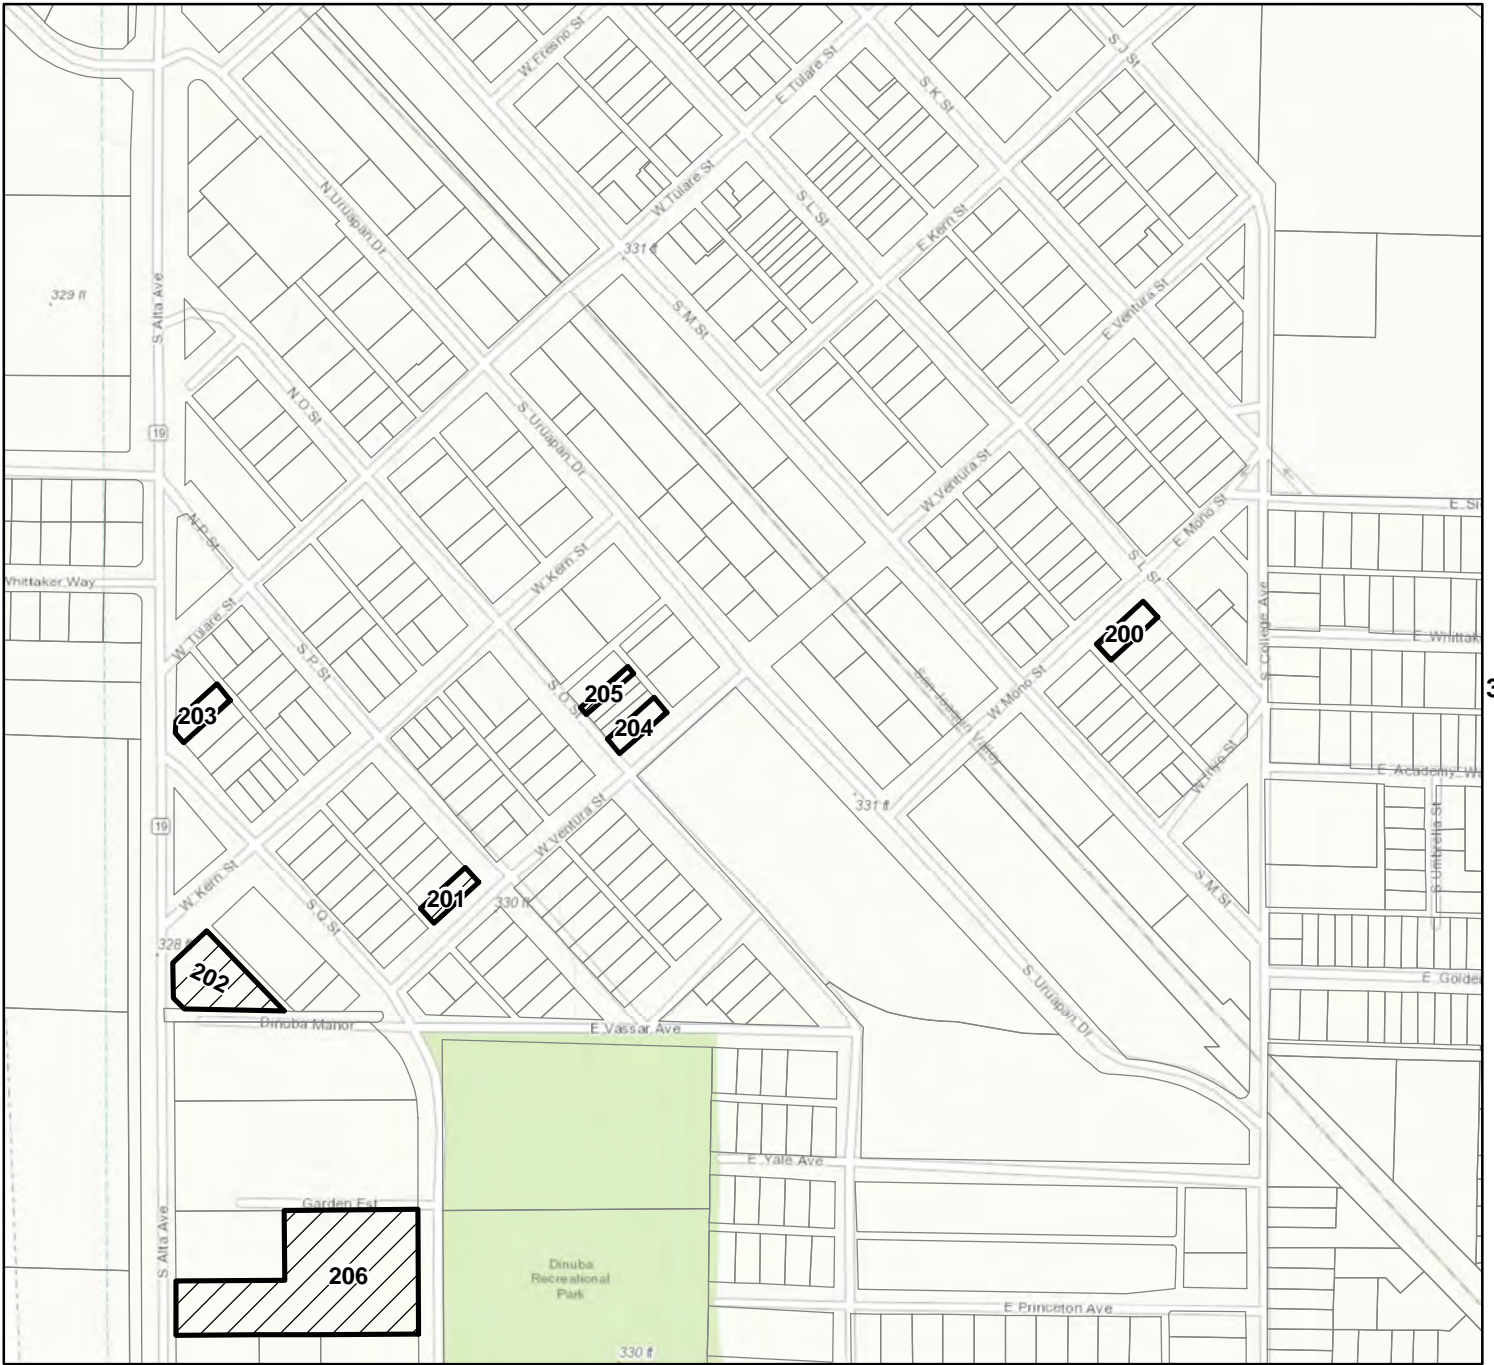 W Fresno St
E Tulare St
S J St
S K St
W Tulare St
S L St
N Uruapan Dr
E Kern St
331 ft
329 ft
S Alta Ave
S M St
E Ventura St
N O St
S Uruapan Dr
19
W Ventura St
E Mono St
N P St
W Kern St
S L St
Whittaker Way
W Tulare St
200
S College Ave
S P St
205
S O St
204
203
W Mono St
San Joaquin Valley
W Inyo St
E Academy Wa
331 ft
19
W Ventura St
S Umbrella St
W Kern St
S Q St
201
330 ft
S M St
328 ft
202
E Golde
S Uruapan Dr
Dinuba Manor
E Vassar Ave
E Yale Ave
Garden Est
S Alta Ave
206
Dinuba
Recreational
Park
E Princeton Ave
330 ft